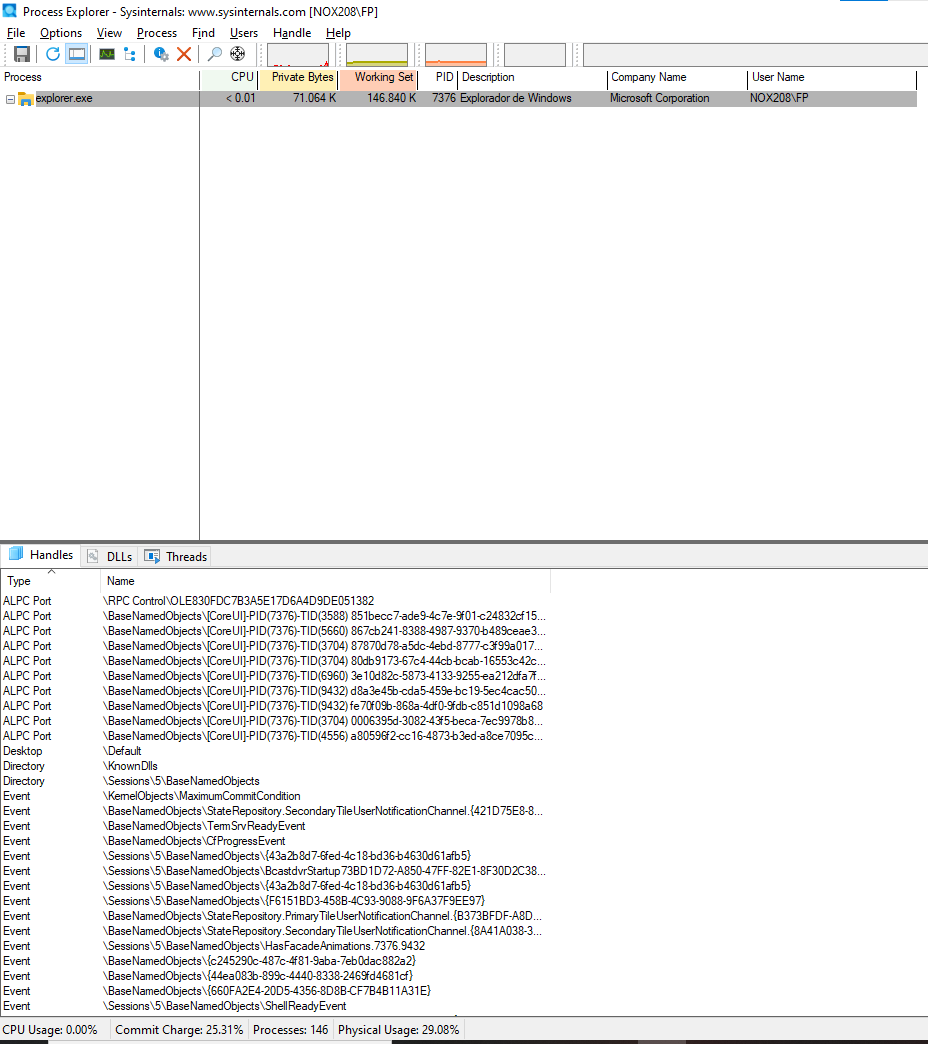 Process Explorer - Sysinternals: www.sysinternals.com [NOX208\FP]
File Options View Process Find Users Handle Help
Process CPU Private Bytes Working Set PID Description Company Name User Name
explorer.exe < 0.01 71.064 K 146.840 K 7376 Explorador de Windows Microsoft Corporation NOX208\FP
Handles DLLs Threads
Type Name
ALPC Port \RPC Control\OLE830FDC7B3A5E17D6A4D9DE051382
ALPC Port \BaseNamedObjects\[CoreUI]-PID(7376)-TID(3588) 851becc7-ade9-4c7e-9f01-c24832cf15...
ALPC Port \BaseNamedObjects\[CoreUI]-PID(7376)-TID(5660) 867cb241-8388-4987-9370-b489ceae3...
ALPC Port \BaseNamedObjects\[CoreUI]-PID(7376)-TID(3704) 87870d78-a5dc-4ebd-8777-c3f99a017...
ALPC Port \BaseNamedObjects\[CoreUI]-PID(7376)-TID(3704) 80db9173-67c4-44cb-bcab-16553c42c...
ALPC Port \BaseNamedObjects\[CoreUI]-PID(7376)-TID(6960) 3e10d82c-5873-4133-9255-ea212dfa7f...
ALPC Port \BaseNamedObjects\[CoreUI]-PID(7376)-TID(9432) d8a3e45b-cda5-459e-bc19-5ec4cac50...
ALPC Port \BaseNamedObjects\[CoreUI]-PID(7376)-TID(9432) fe70f09b-868a-4df0-9fdb-c851d1098a68
ALPC Port \BaseNamedObjects\[CoreUI]-PID(7376)-TID(3704) 0006395d-3082-43f5-beca-7ec9978b8...
ALPC Port \BaseNamedObjects\[CoreUI]-PID(7376)-TID(4556) a80596f2-cc16-4873-b3ed-a8ce7095c...
Desktop \Default
Directory \KnownDlls
Directory \Sessions\5\BaseNamedObjects
Event \KernelObjects\MaximumCommitCondition
Event \BaseNamedObjects\StateRepository.SecondaryTileUserNotificationChannel.{421D75E8-8...
Event \BaseNamedObjects\TermSrvReadyEvent
Event \BaseNamedObjects\CfProgressEvent
Event \Sessions\5\BaseNamedObjects\{43a2b8d7-6fed-4c18-bd36-b4630d61afb5}
Event \Sessions\5\BaseNamedObjects\BcastdvrStartup73BD1D72-A850-47FF-82E1-8F30D2C38...
Event \Sessions\5\BaseNamedObjects\{43a2b8d7-6fed-4c18-bd36-b4630d61afb5}
Event \Sessions\5\BaseNamedObjects\{F6151BD3-458B-4C93-9088-9F6A37F9EE97}
Event \BaseNamedObjects\StateRepository.PrimaryTileUserNotificationChannel.{B373BFDF-A8D...
Event \BaseNamedObjects\StateRepository.SecondaryTileUserNotificationChannel.{8A41A038-3...
Event \Sessions\5\BaseNamedObjects\HasFacadeAnimations.7376.9432
Event \BaseNamedObjects\{c245290c-487c-4f81-9aba-7eb0dac882a2}
Event \BaseNamedObjects\{44ea083b-899c-4440-8338-2469fd4681cf}
Event \BaseNamedObjects\{660FA2E4-20D5-4356-8D8B-CF7B4B11A31E}
Event \Sessions\5\BaseNamedObjects\ShellReadyEvent
CPU Usage: 0.00% Commit Charge: 25.31% Processes: 146 Physical Usage: 29.08%